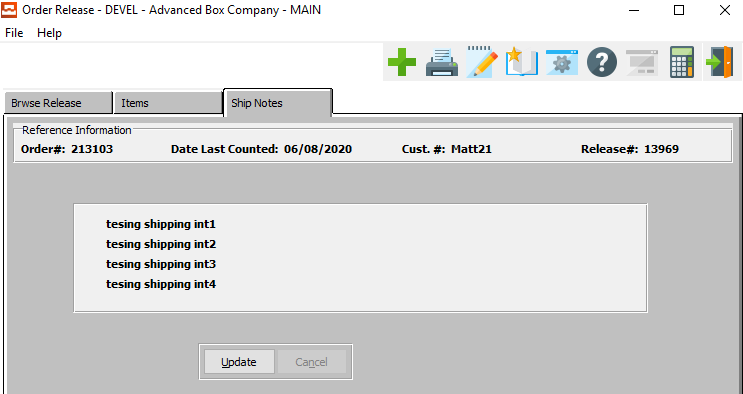 Order Release - DEVEL - Advanced Box Company - MAIN
File Help
Brwse Release Items Ship Notes
Reference Information
Order#: 213103 Date Last Counted: 06/08/2020 Cust. #: Matt21 Release#: 13969
tesing shipping int1
tesing shipping int2
tesing shipping int3
tesing shipping int4
Update Cancel